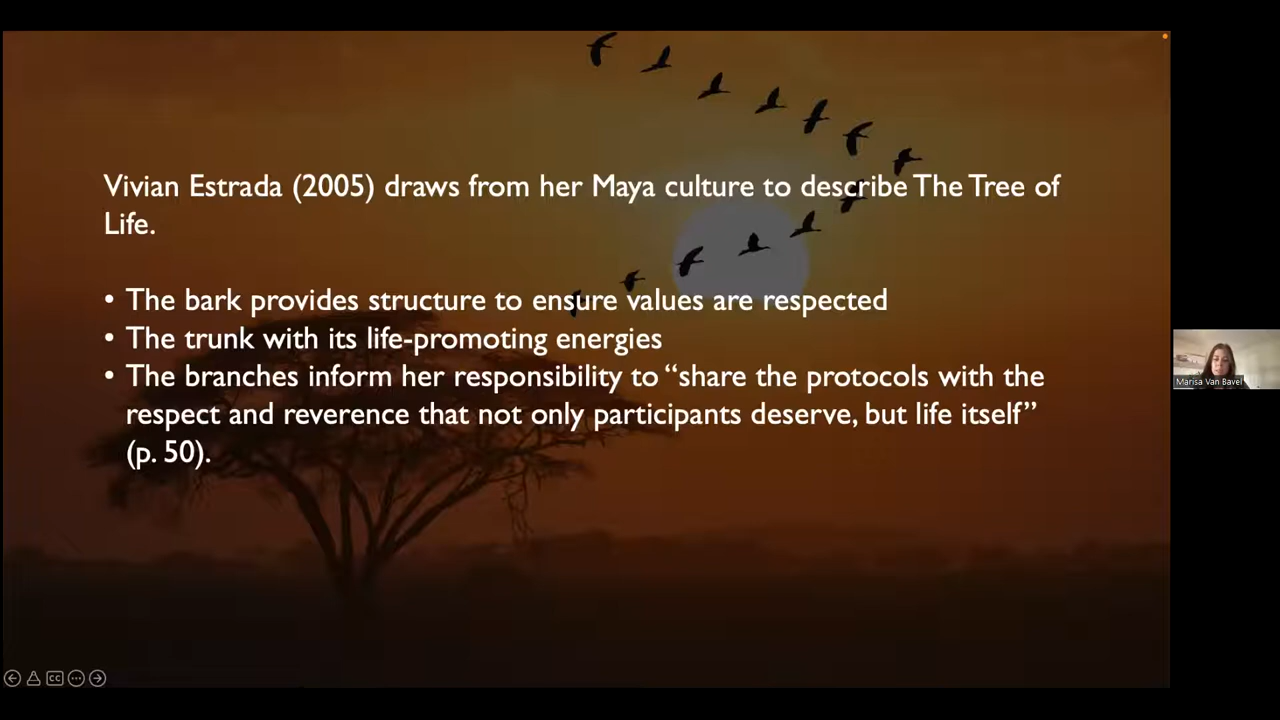 Vivian Estrada (2005) draws from her Maya culture to describe The Tree of
Life.
• The bark provides structure to ensure values are respected
• The trunk with its life-promoting energies
• The branches inform her responsibility to “share the protocols with the
respect and reverence that not only participants deserve, but life itself”
(p. 50).
Marisa Van Bavel
CC